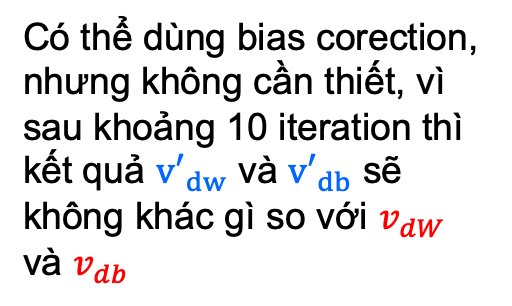 Có thể dùng bias corection,
nhưng không cần thiết, vì
sau khoảng 10 iteration thì
kết quả v′dw và v′db sẽ
không khác gì so với vdW
và vdb